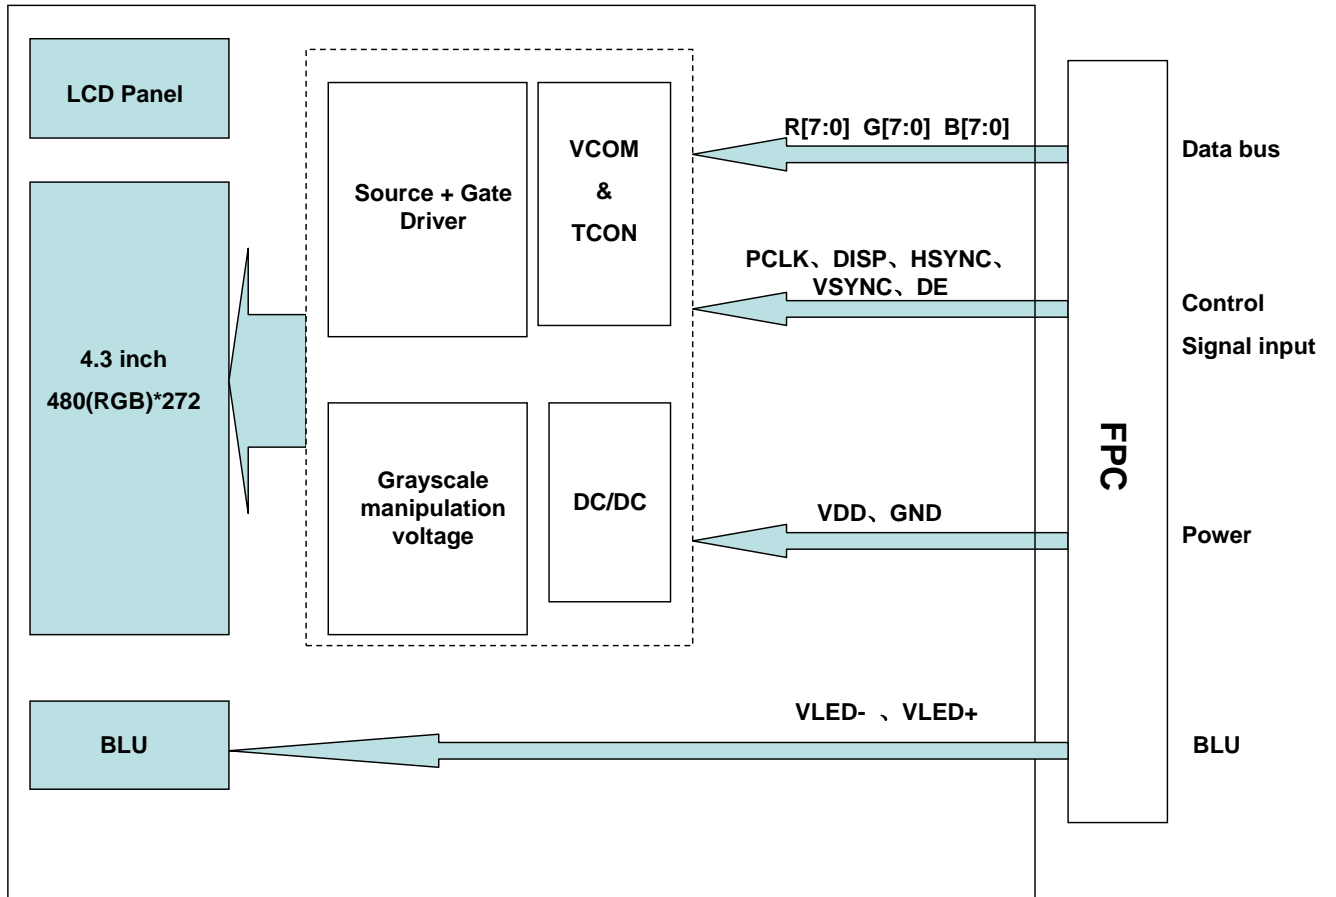 LCD Panel
4.3 inch
480(RGB)*272
BLU
Source + Gate
Driver
VCOM
&
TCON
Grayscale
manipulation
voltage
DC/DC
R[7:0]  G[7:0]  B[7:0]
PCLK、DISP、HSYNC、
VSYNC、DE
VDD、GND
VLED-  、VLED+
FPC
Data bus
Control
Signal input
Power
BLU